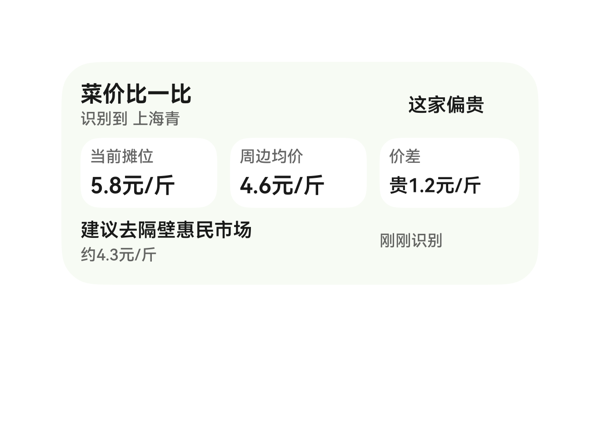 菜价比一比
识别到 上海青
这家偏贵
当前摊位
5.8元/斤
周边均价
4.6元/斤
价差
贵1.2元/斤
建议去隔壁惠民市场
约4.3元/斤
刚刚识别